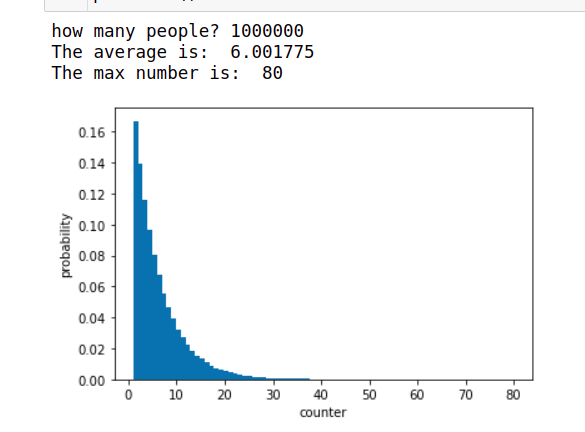 how many people? 1000000
The average is:  6.001775
The max number is:  80
0.16
0.14
0.12
0.10
0.08
0.06
0.04
0.02
0.00
probability
0 10 20 30 40 50 60 70 80
counter